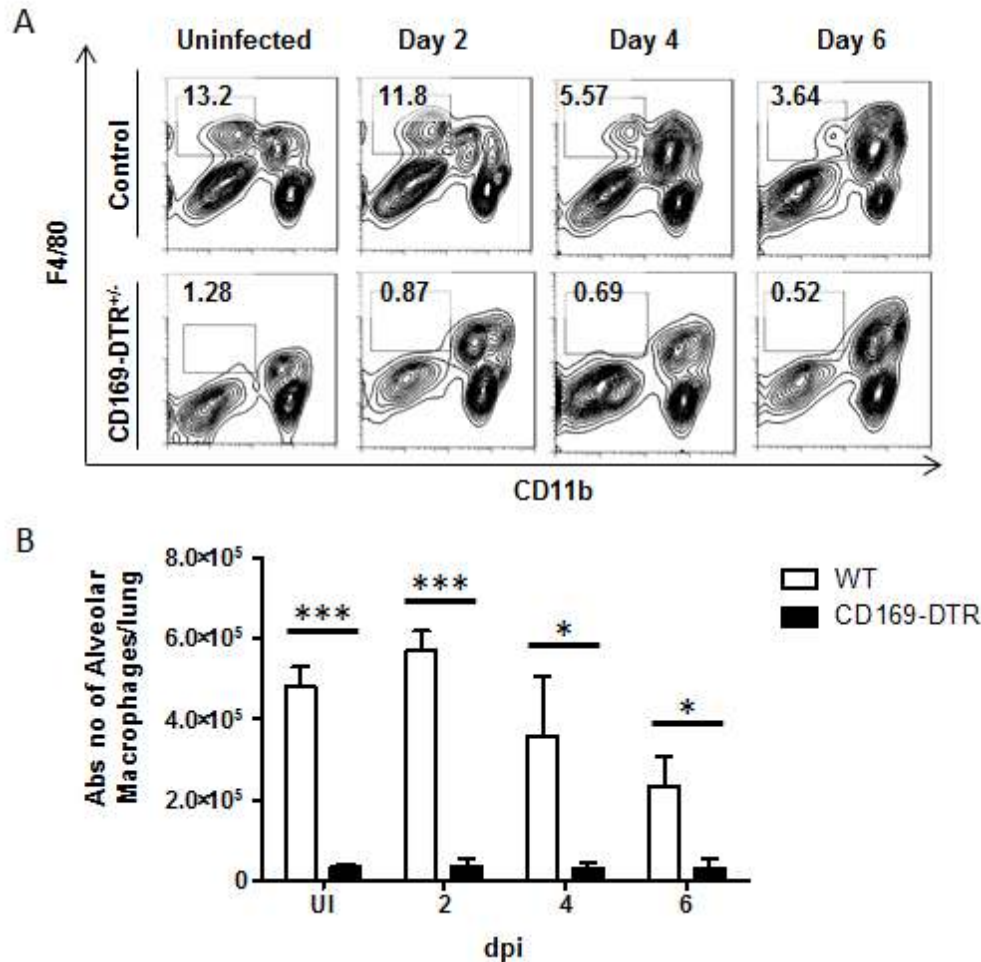 A
Uninfected Day 2 Day 4 Day 6
Control
13.2 11.8 5.57 3.64
F4/80
CD169-DTR+/-
1.28 0.87 0.69 0.52
CD11b
B
Abs no of Alveolar
Macrophages/lung
8.0×10⁵
6.0×10⁵
4.0×10⁵
2.0×10⁵
0
*** *** * *
UI 2 4 6
dpi
WT
CD169-DTR